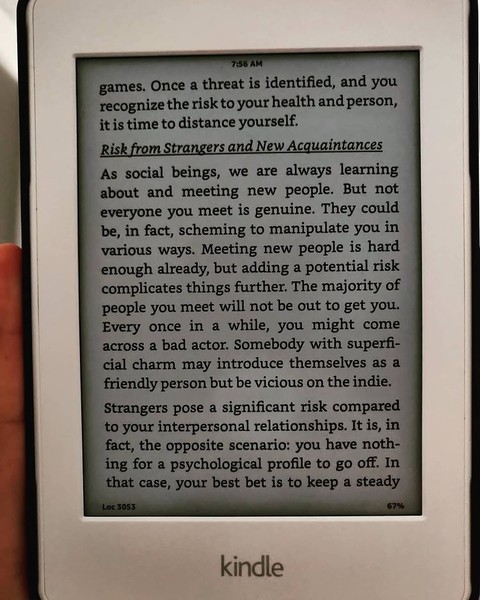 7:56 AM
games. Once a threat is identified, and you
recognize the risk to your health and person,
it is time to distance yourself.
Risk from Strangers and New Acquaintances
As social beings, we are always learning
about and meeting new people. But not
everyone you meet is genuine. They could
be, in fact, scheming to manipulate you in
various ways. Meeting new people is hard
enough already, but adding a potential risk
complicates things further. The majority of
people you meet will not be out to get you.
Every once in a while, you might come
across a bad actor. Somebody with superfi-
cial charm may introduce themselves as a
friendly person but be vicious on the indie.
Strangers pose a significant risk compared
to your interpersonal relationships. It is, in
fact, the opposite scenario: you have noth-
ing for a psychological profile to go off. In
that case, your best bet is to keep a steady
Loc 3053 67%
kindle